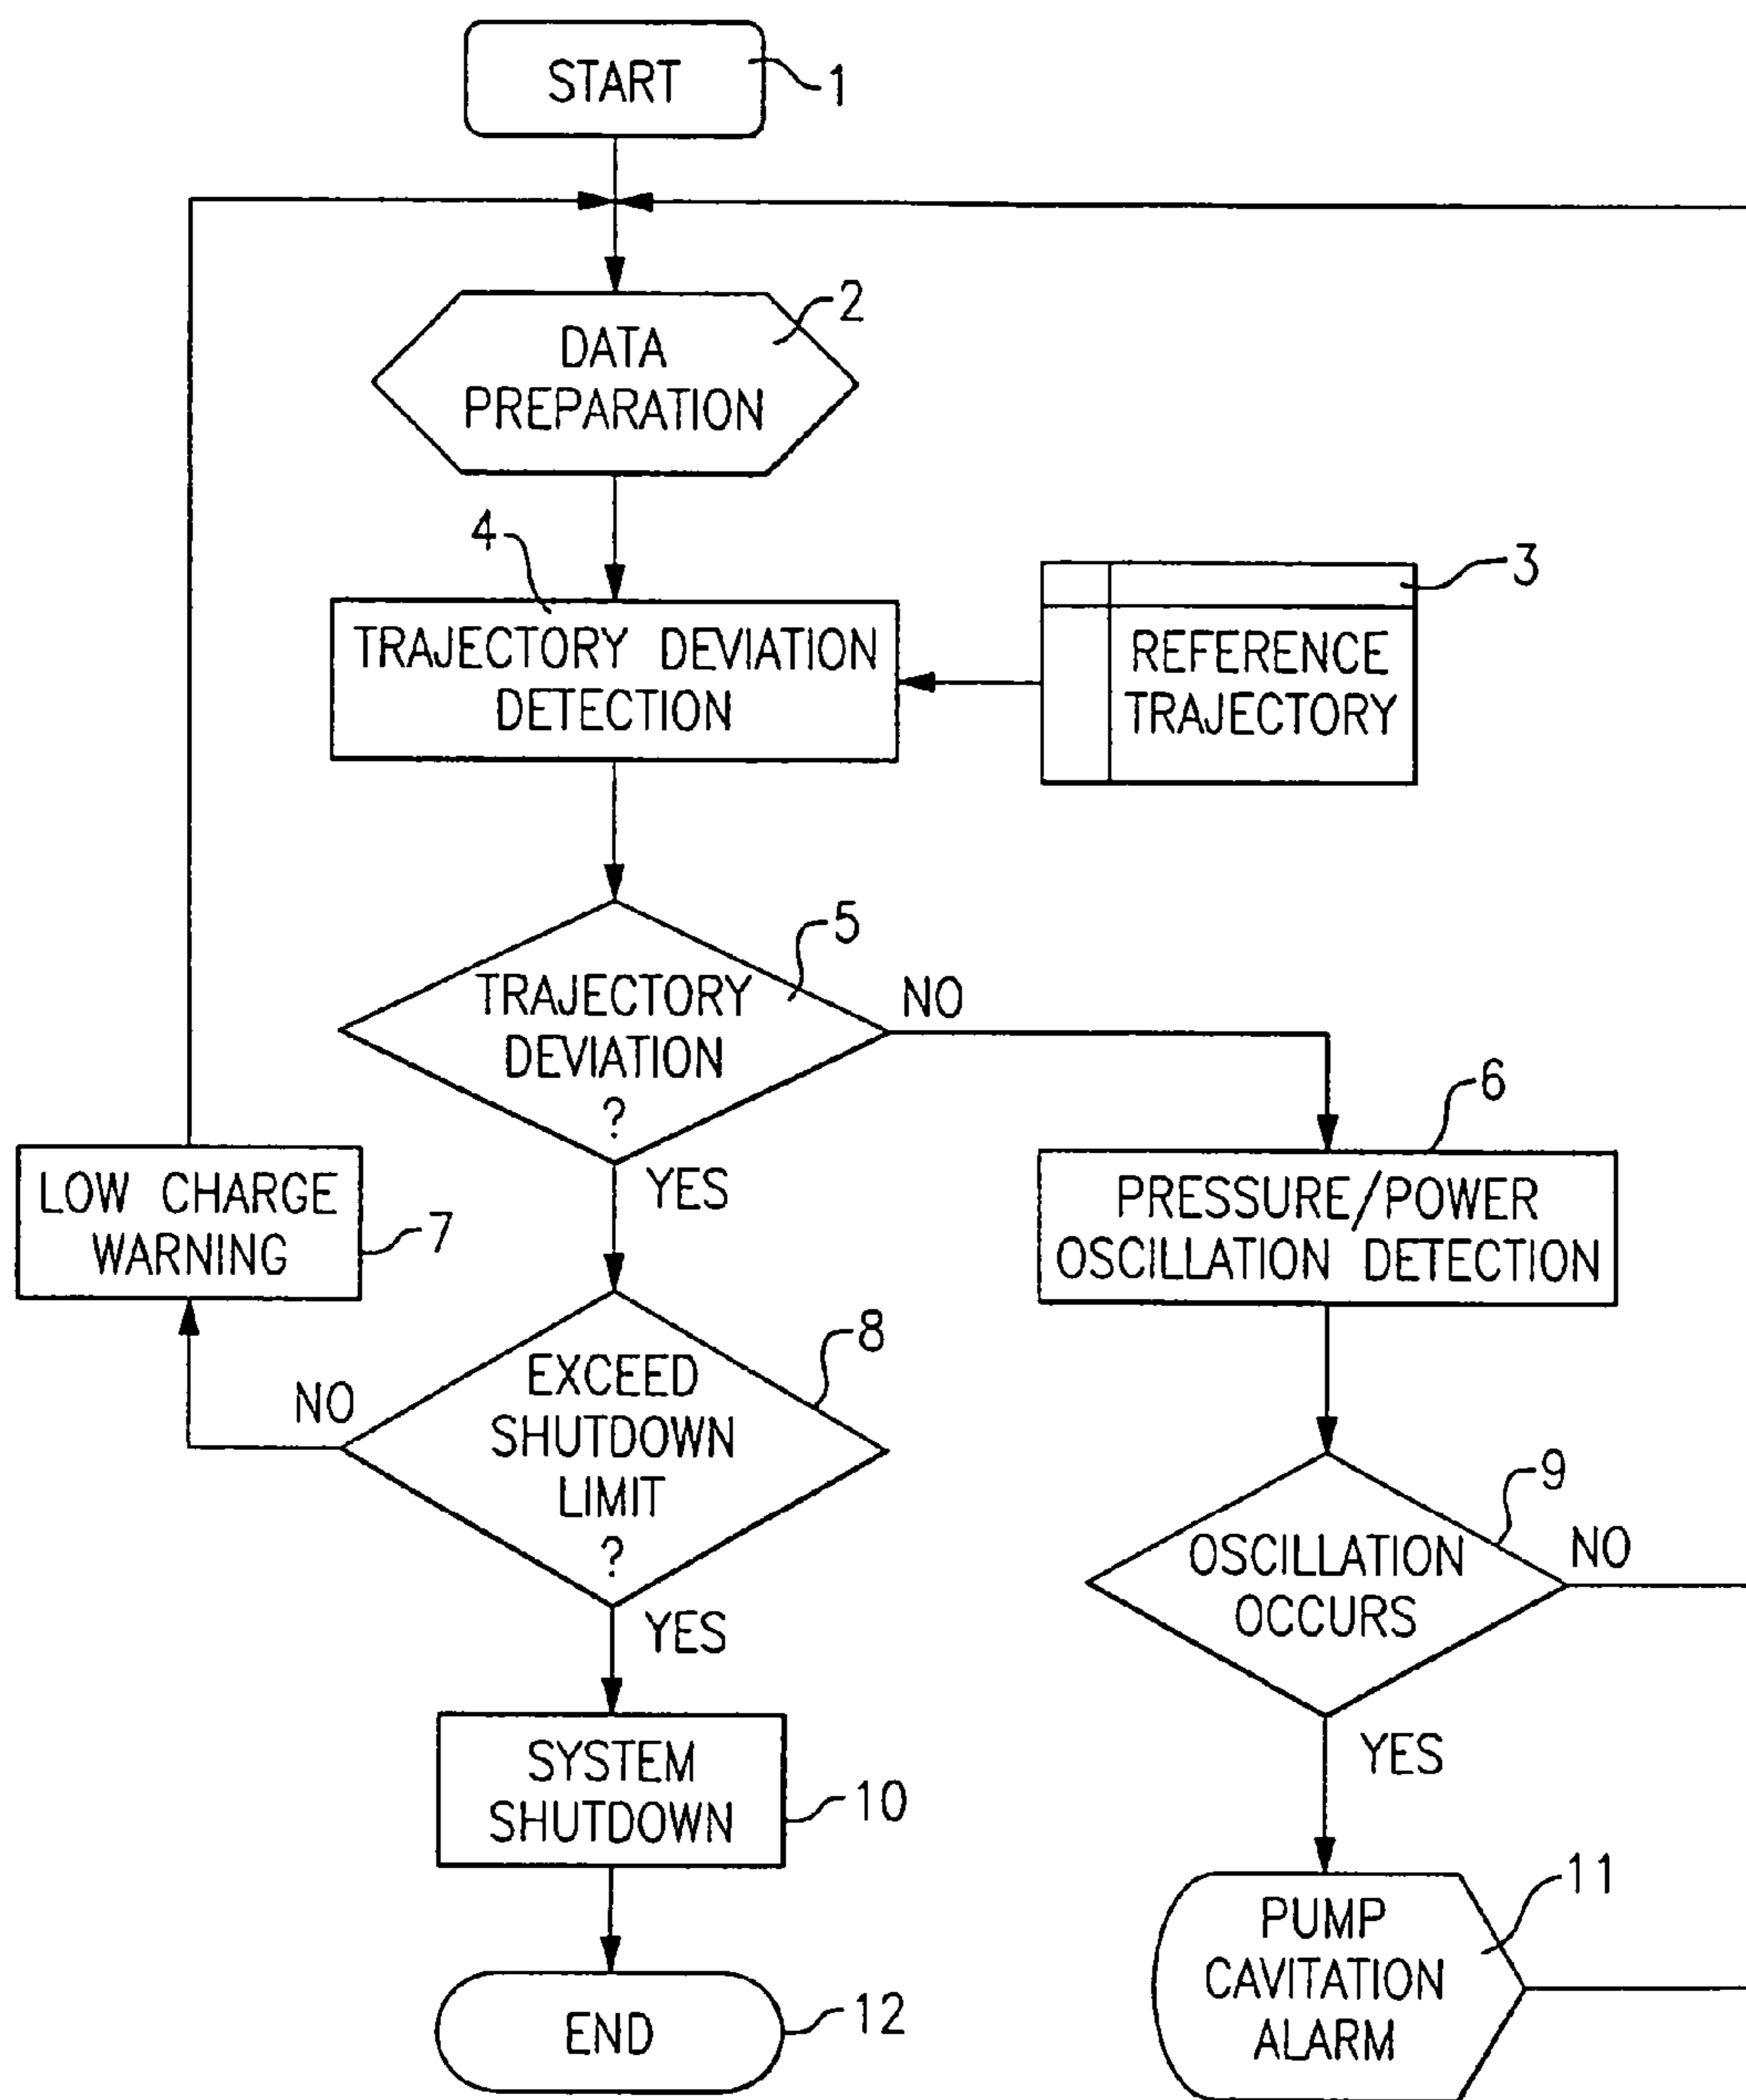 START
1
DATA
PREPARATION
2
4
TRAJECTORY DEVIATION
DETECTION
3
REFERENCE
TRAJECTORY
5
TRAJECTORY
DEVIATION
?
NO
YES
6
PRESSURE/POWER
OSCILLATION DETECTION
LOW CHARGE
WARNING
7
8
EXCEED
SHUTDOWN
LIMIT
?
NO
YES
9
OSCILLATION
OCCURS
NO
YES
SYSTEM
SHUTDOWN
10
11
PUMP
CAVITATION
ALARM
END
12